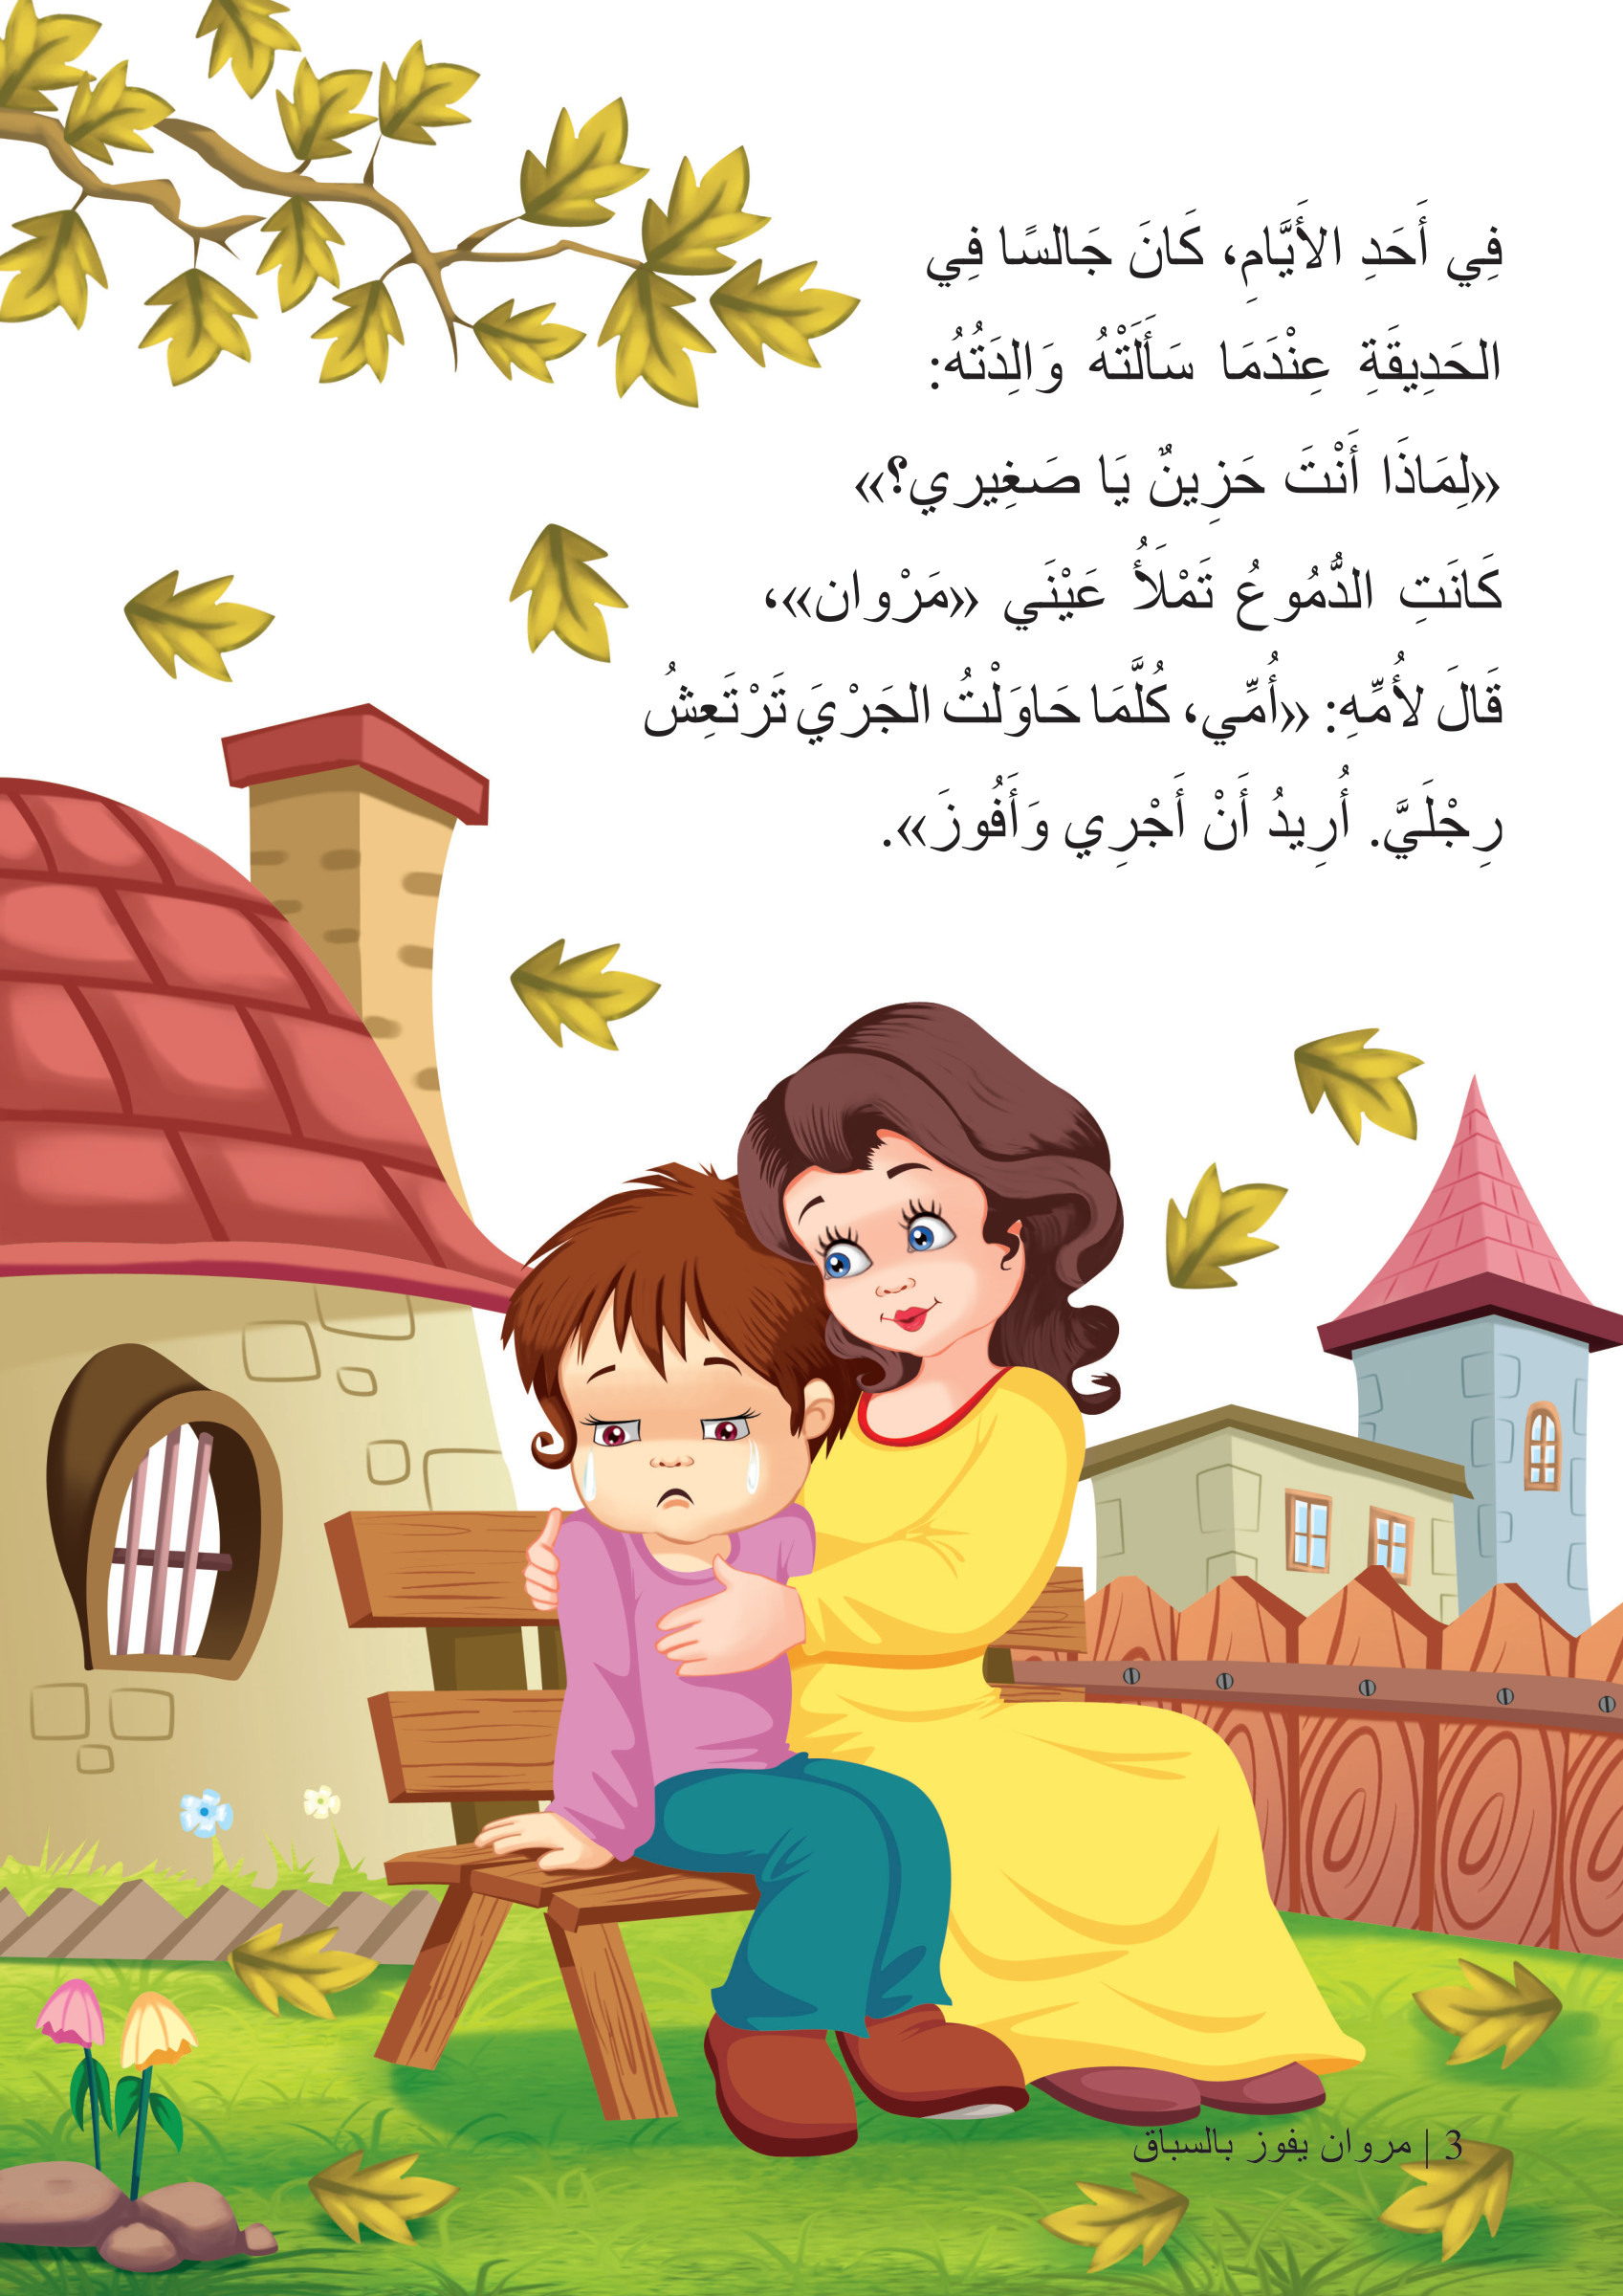 فِي أَحَدِ الأَيَّامِ، كَانَ جَالسًا فِي
الحَدِيقَةِ عِنْدَمَا سَأَلَتْهُ وَالِدَتُهُ:
«لِمَاذَا أَنْتَ حَزِينٌ يَا صَغِيرِي؟»
كَانَتِ الدُّمُوعُ تَمْلَأُ عَيْنَي «مَرْوان»،
قَالَ لأُمِّهِ: «أُمِّي، كُلَّمَا حَاوَلْتُ الجَرْيَ تَرْتَعِشُ
رِجْلَيَّ. أُرِيدُ أَنْ أَجْرِي وَأَفُوزَ».
3 | مروان يفوز بالسباق